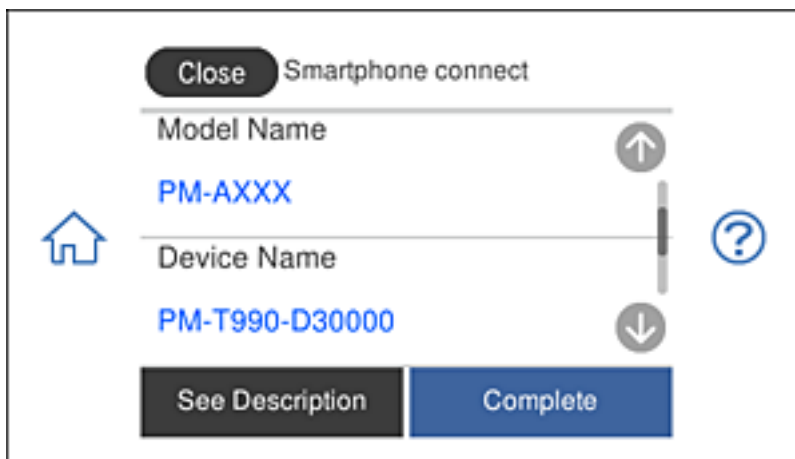 Close Smartphone connect
Model Name
PM-AXXX
Device Name
PM-T990-D30000
See Description Complete